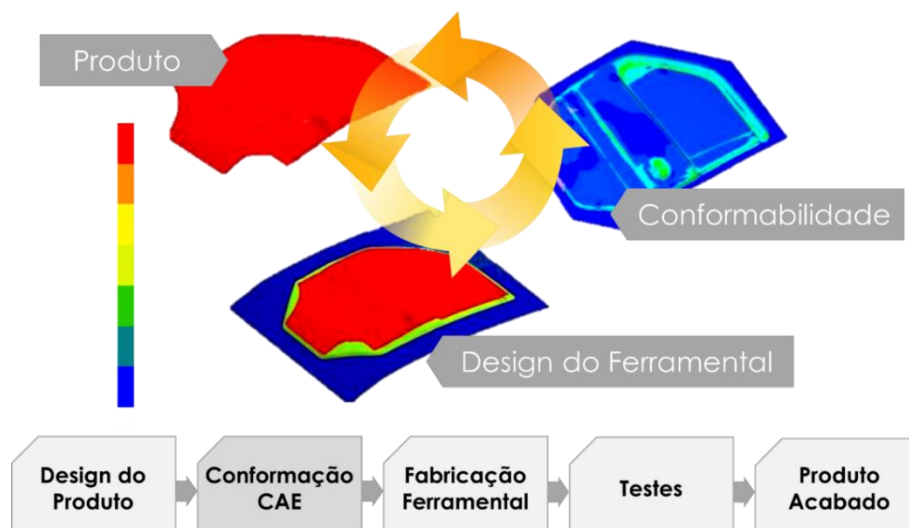 Produto
Conformabilidade
Design do Ferramental
Design do
Produto
Conformação
CAE
Fabricação
Ferramental
Testes
Produto
Acabado